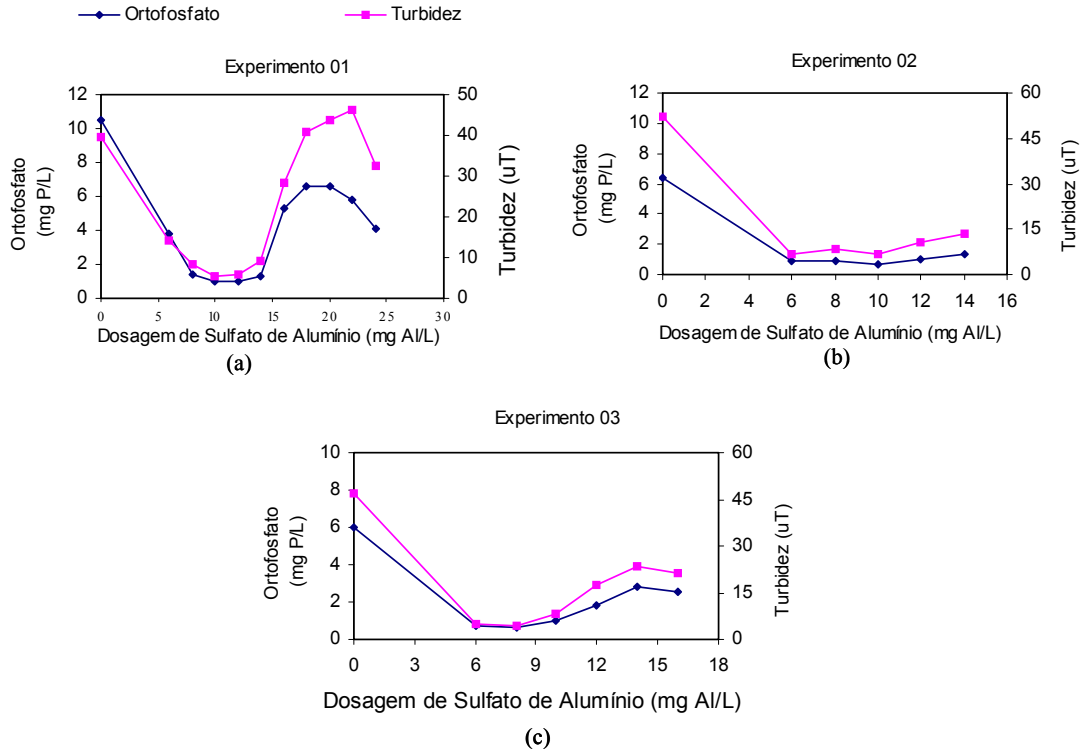 Ortofosfato Turbidez
Experimento 01
12
10
8
6
4
2
0
Ortofosfato
(mg P/L)
50
40
30
20
10
0
Turbidez (uT)
0 5 10 15 20 25 30
Dosagem de Sulfato de Alumínio (mg Al/L)
(a)
Experimento 02
12
10
8
6
4
2
0
Ortofosfato
(mg P/L)
60
45
30
15
0
Turbidez (uT)
0 2 4 6 8 10 12 14 16
Dosagem de Sulfato de Alumínio (mg Al/L)
(b)
Experimento 03
10
8
6
4
2
0
Ortofosfato
(mg P/L)
60
45
30
15
0
Turbidez (uT)
0 3 6 9 12 15 18
Dosagem de Sulfato de Alumínio (mg Al/L)
(c)